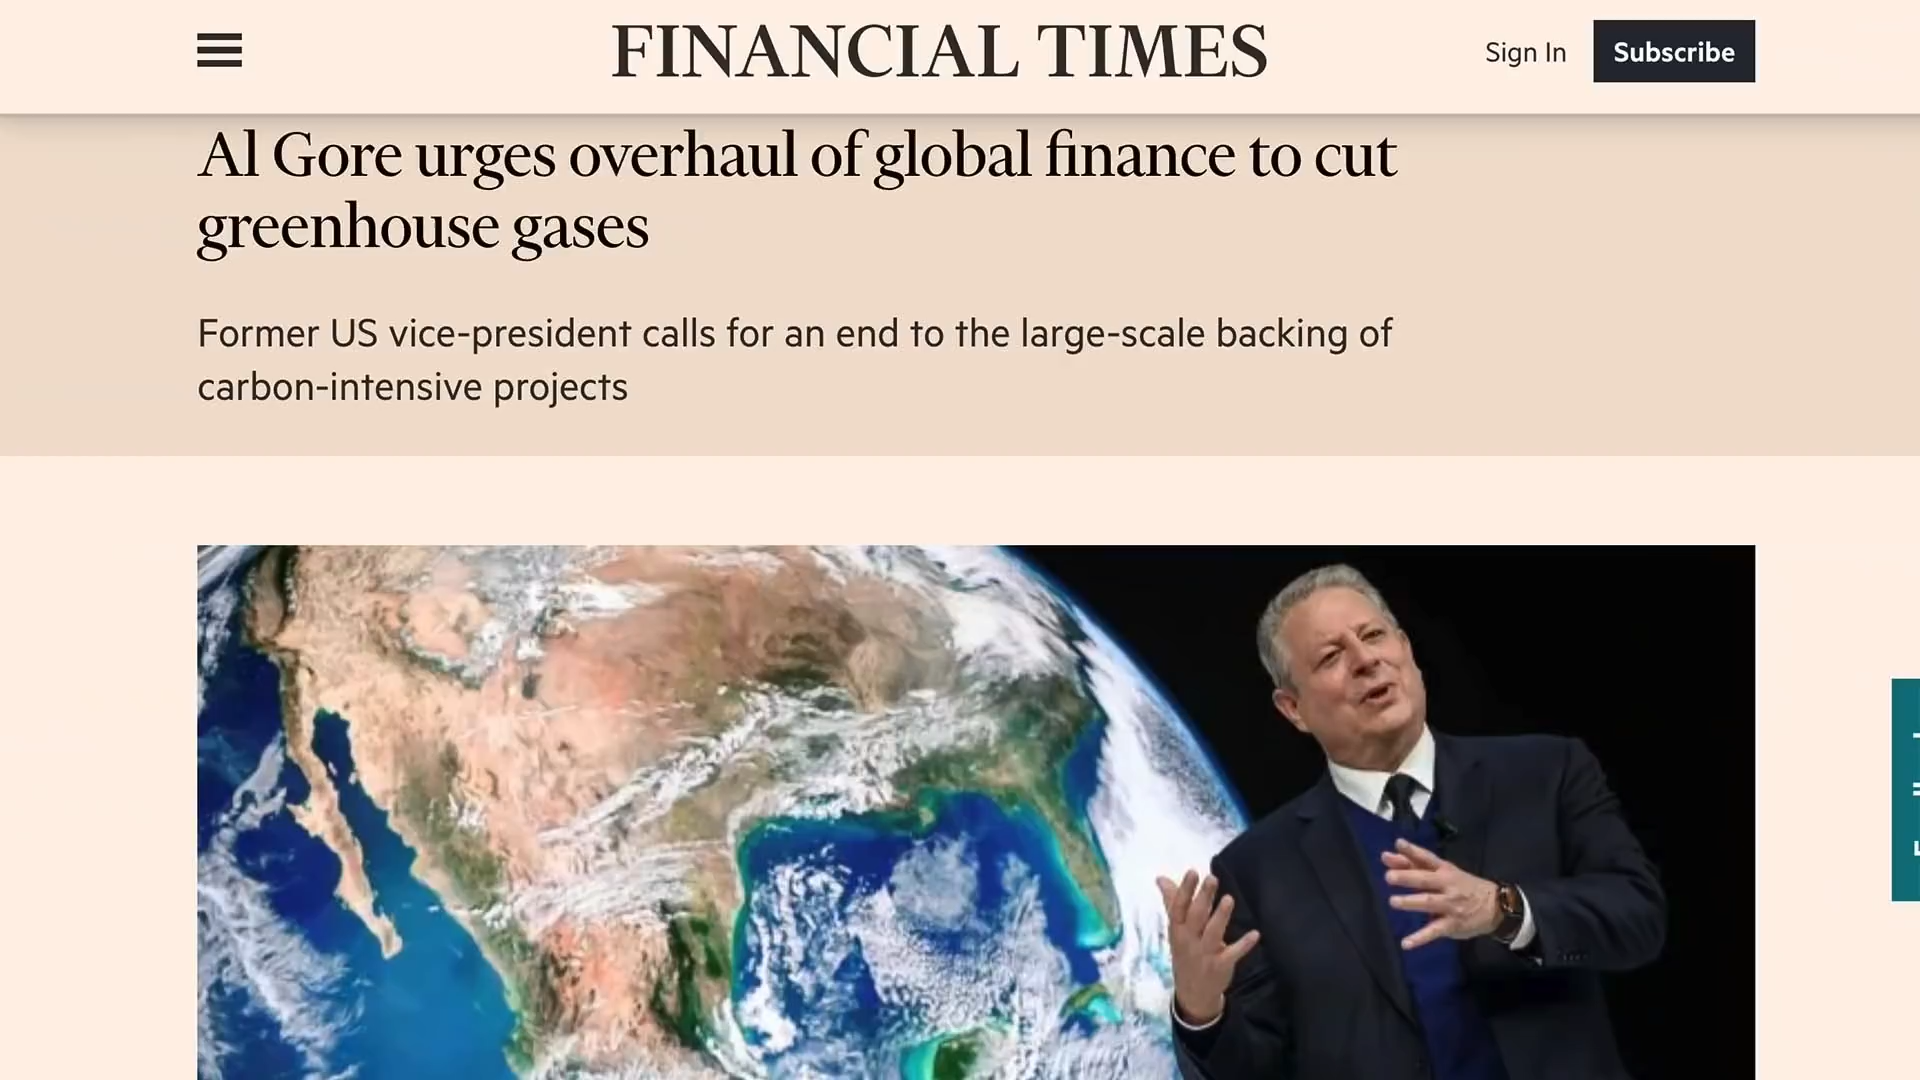 FINANCIAL TIMES
Sign In
Subscribe
Al Gore urges overhaul of global finance to cut
greenhouse gases
Former US vice-president calls for an end to the large-scale backing of
carbon-intensive projects